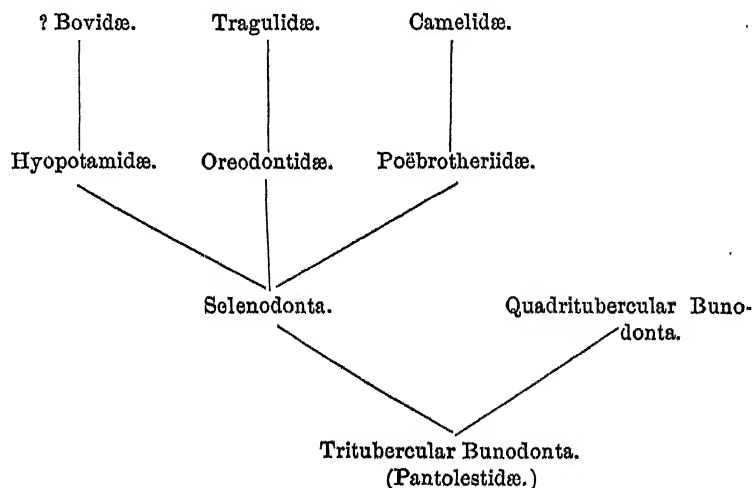 ? Bovidæ. Tragulidæ. Camelidæ.
Hyopotamidæ. Oreodontidæ. Poëbrotheriidæ.
Selenodonta. Quadritubercular Buno-
donta.
Tritubercular Bunodonta.
(Pantolestidæ.)